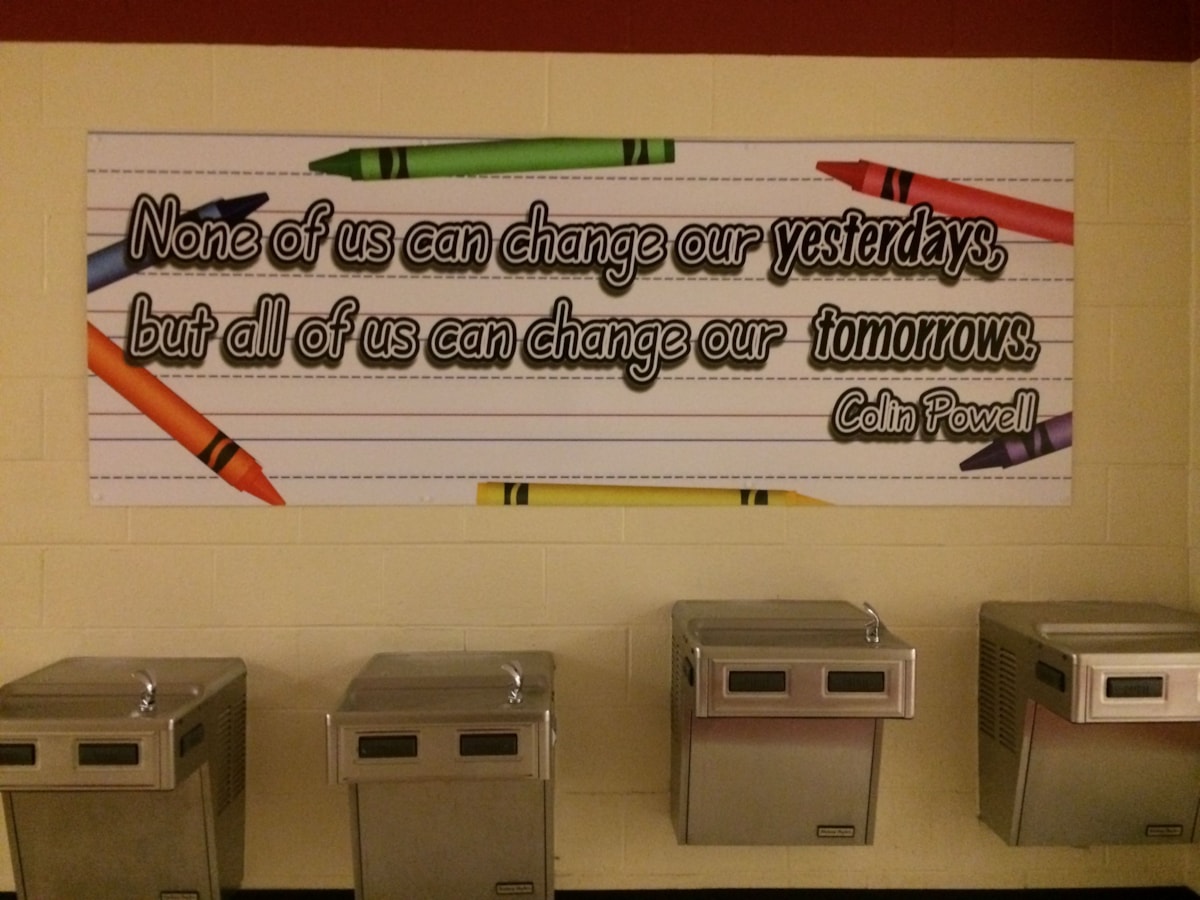 None of us can change our yesterdays,
but all of us can change our tomorrows.
Colin Powell